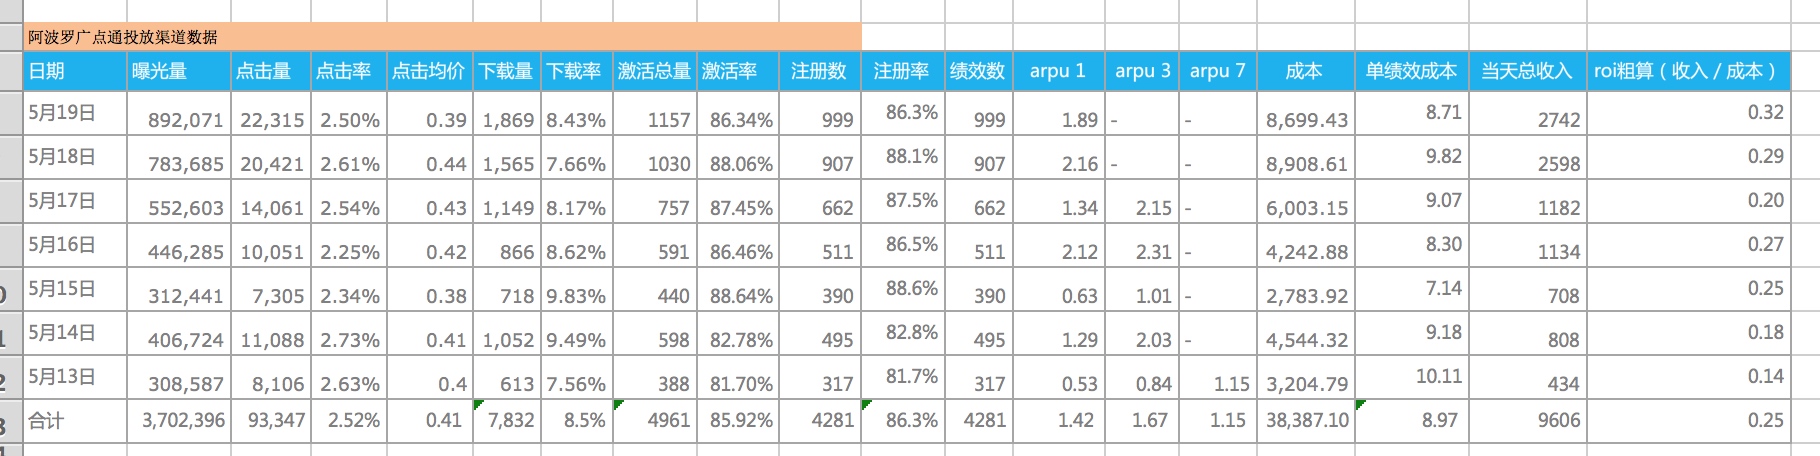 阿波罗广点通投放渠道数据
日期 曝光量 点击量 点击率 点击均价 下载量 下载率 激活总量 激活率 注册数 注册率 绩效数 arpu 1 arpu 3 arpu 7 成本 单绩效成本 当天总收入 roi粗算（收入／成本）
5月19日 892,071 22,315 2.50% 0.39 1,869 8.43% 1157 86.34% 999 86.3% 999 1.89 - - 8,699.43 8.71 2742 0.32
5月18日 783,685 20,421 2.61% 0.44 1,565 7.66% 1030 88.06% 907 88.1% 907 2.16 - - 8,908.61 9.82 2598 0.29
5月17日 552,603 14,061 2.54% 0.43 1,149 8.17% 757 87.45% 662 87.5% 662 1.34 2.15 - 6,003.15 9.07 1182 0.20
5月16日 446,285 10,051 2.25% 0.42 866 8.62% 591 86.46% 511 86.5% 511 2.12 2.31 - 4,242.88 8.30 1134 0.27
5月15日 312,441 7,305 2.34% 0.38 718 9.83% 440 88.64% 390 88.6% 390 0.63 1.01 - 2,783.92 7.14 708 0.25
5月14日 406,724 11,088 2.73% 0.41 1,052 9.49% 598 82.78% 495 82.8% 495 1.29 2.03 - 4,544.32 9.18 808 0.18
5月13日 308,587 8,106 2.63% 0.4 613 7.56% 388 81.70% 317 81.7% 317 0.53 0.84 1.15 3,204.79 10.11 434 0.14
合计 3,702,396 93,347 2.52% 0.41 7,832 8.5% 4961 85.92% 4281 86.3% 4281 1.42 1.67 1.15 38,387.10 8.97 9606 0.25